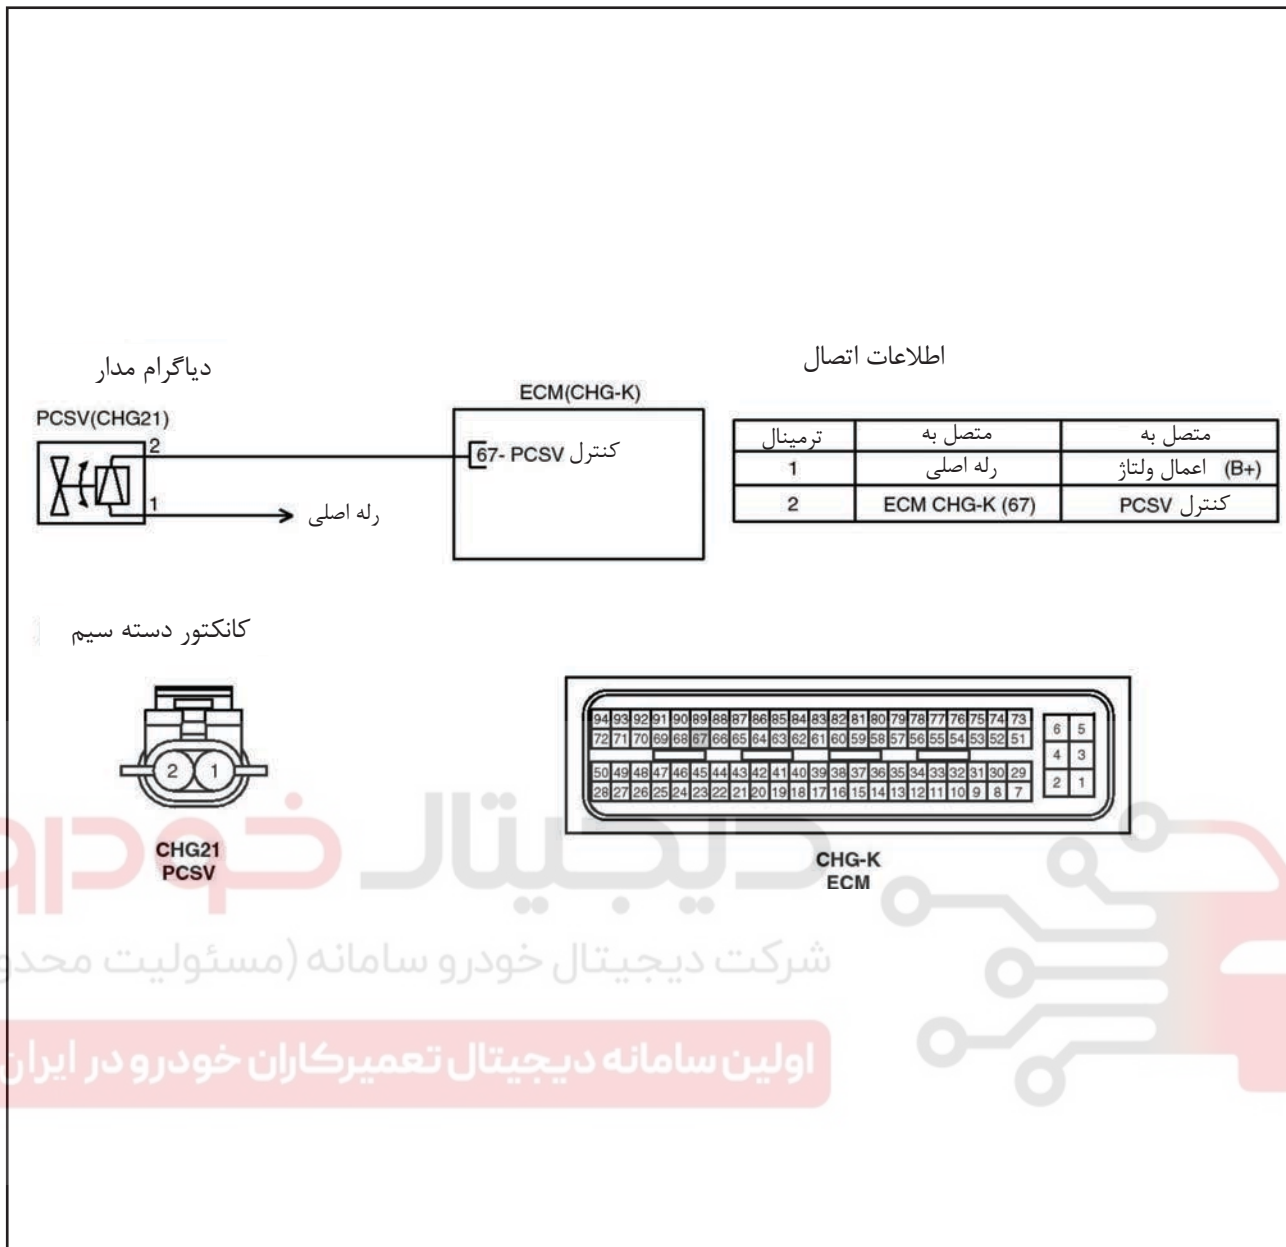 دیاگرام مدار
اطلاعات اتصال
PCSV(CHG21)
2
1
رله اصلی
ECM(CHG-K)
67- PCSV کنترل
ترمینال متصل به متصل به
1 رله اصلی اعمال ولتاژ (B+)
2 ECM CHG-K (67) کنترل PCSV
کانکتور دسته سیم
2 1
CHG21
PCSV
94 93 92 91 90 89 88 87 86 85 84 83 82 81 80 79 78 77 76 75 74 73
72 71 70 69 68 67 66 65 64 63 62 61 60 59 58 57 56 55 54 53 52 51
50 49 48 47 46 45 44 43 42 41 40 39 38 37 36 35 34 33 32 31 30 29
28 27 26 25 24 23 22 21 20 19 18 17 16 15 14 13 12 11 10 9 8 7
6 5
4 3
2 1
CHG-K
ECM
دیجیتال خودرو
شرکت دیجیتال خودرو سامانه (مسئولیت محدو
اولین سامانه دیجیتال تعمیرکاران خودرو در ایران